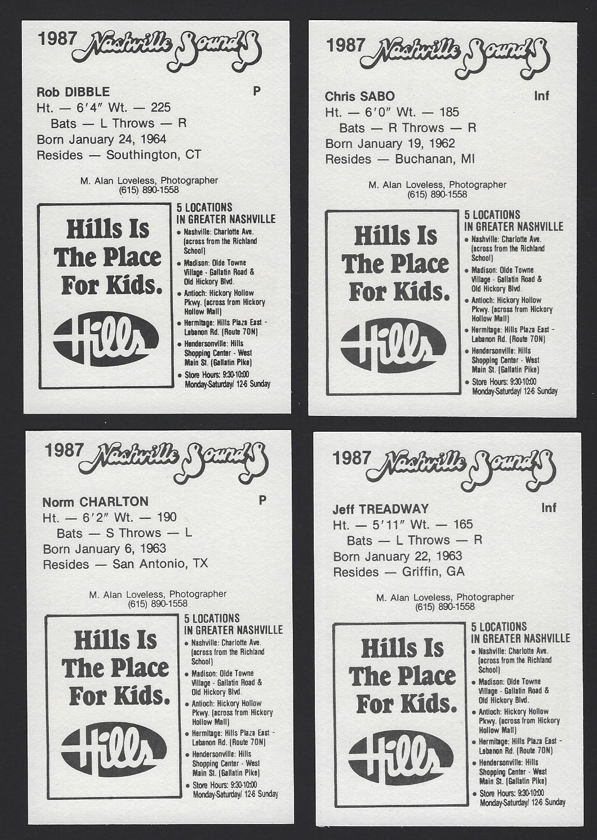 1987 Nashville Sounds
Rob DIBBLE P
Ht. — 6'4" Wt. — 225
Bats — L Throws — R
Born January 24, 1964
Resides — Southington, CT
M. Alan Loveless, Photographer
(615) 890-1558
Hills Is
The Place
For Kids.
Hills
5 LOCATIONS
IN GREATER NASHVILLE
• Nashville: Charlotte Ave.
(across from the Richland
School)
• Madison: Olde Towne
Village - Gallatin Road &
Old Hickory Blvd.
• Antioch: Hickory Hollow
Pkwy. (across from Hickory
Hollow Mall)
• Hermitage: Hills Plaza East -
Lebanon Rd. (Route 70N)
• Hendersonville: Hills
Shopping Center - West
Main St. (Gallatin Pike)
• Store Hours: 9:30-10:00
Monday-Saturday/ 12-6 Sunday
1987 Nashville Sounds
Chris SABO Inf
Ht. — 6'0" Wt. — 185
Bats — R Throws — R
Born January 19, 1962
Resides — Buchanan, MI
M. Alan Loveless, Photographer
(615) 890-1558
Hills Is
The Place
For Kids.
Hills
5 LOCATIONS
IN GREATER NASHVILLE
• Nashville: Charlotte Ave.
(across from the Richland
School)
• Madison: Olde Towne
Village - Gallatin Road &
Old Hickory Blvd.
• Antioch: Hickory Hollow
Pkwy. (across from Hickory
Hollow Mall)
• Hermitage: Hills Plaza East -
Lebanon Rd. (Route 70N)
• Hendersonville: Hills
Shopping Center - West
Main St. (Gallatin Pike)
• Store Hours: 9:30-10:00
Monday-Saturday/ 12-6 Sunday
1987 Nashville Sounds
Norm CHARLTON P
Ht. — 6'2" Wt. — 190
Bats — S Throws — L
Born January 6, 1963
Resides — San Antonio, TX
M. Alan Loveless, Photographer
(615) 890-1558
Hills Is
The Place
For Kids.
Hills
5 LOCATIONS
IN GREATER NASHVILLE
• Nashville: Charlotte Ave.
(across from the Richland
School)
• Madison: Olde Towne
Village - Gallatin Road &
Old Hickory Blvd.
• Antioch: Hickory Hollow
Pkwy. (across from Hickory
Hollow Mall)
• Hermitage: Hills Plaza East -
Lebanon Rd. (Route 70N)
• Hendersonville: Hills
Shopping Center - West
Main St. (Gallatin Pike)
• Store Hours: 9:30-10:00
Monday-Saturday/ 12-6 Sunday
1987 Nashville Sounds
Jeff TREADWAY Inf
Ht. — 5'11" Wt. — 165
Bats — L Throws — R
Born January 22, 1963
Resides — Griffin, GA
M. Alan Loveless, Photographer
(615) 890-1558
Hills Is
The Place
For Kids.
Hills
5 LOCATIONS
IN GREATER NASHVILLE
• Nashville: Charlotte Ave.
(across from the Richland
School)
• Madison: Olde Towne
Village - Gallatin Road &
Old Hickory Blvd.
• Antioch: Hickory Hollow
Pkwy. (across from Hickory
Hollow Mall)
• Hermitage: Hills Plaza East -
Lebanon Rd. (Route 70N)
• Hendersonville: Hills
Shopping Center - West
Main St. (Gallatin Pike)
• Store Hours: 9:30-10:00
Monday-Saturday/ 12-6 Sunday